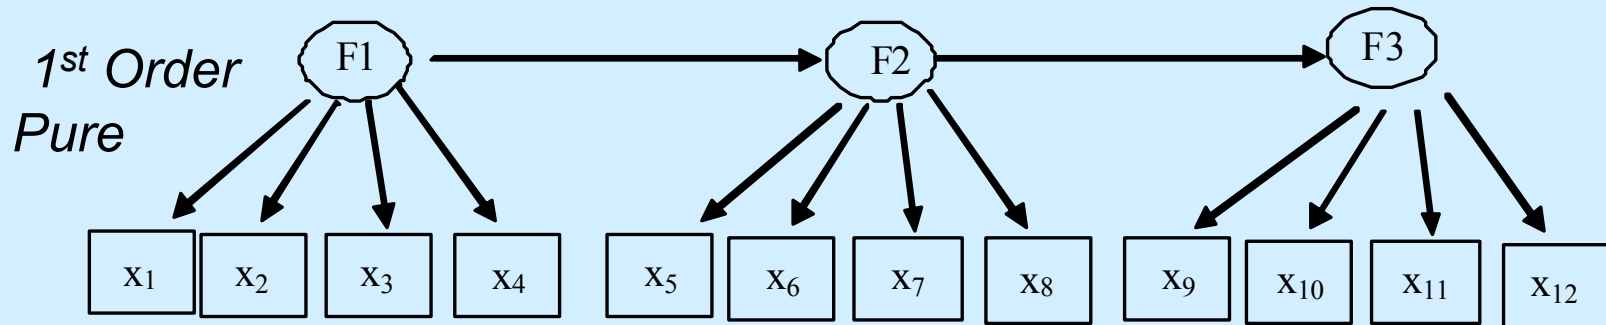 1st Order
Pure
F1
F2
F3
x1 x2 x3 x4 x5 x6 x7 x8 x9 x10 x11 x12